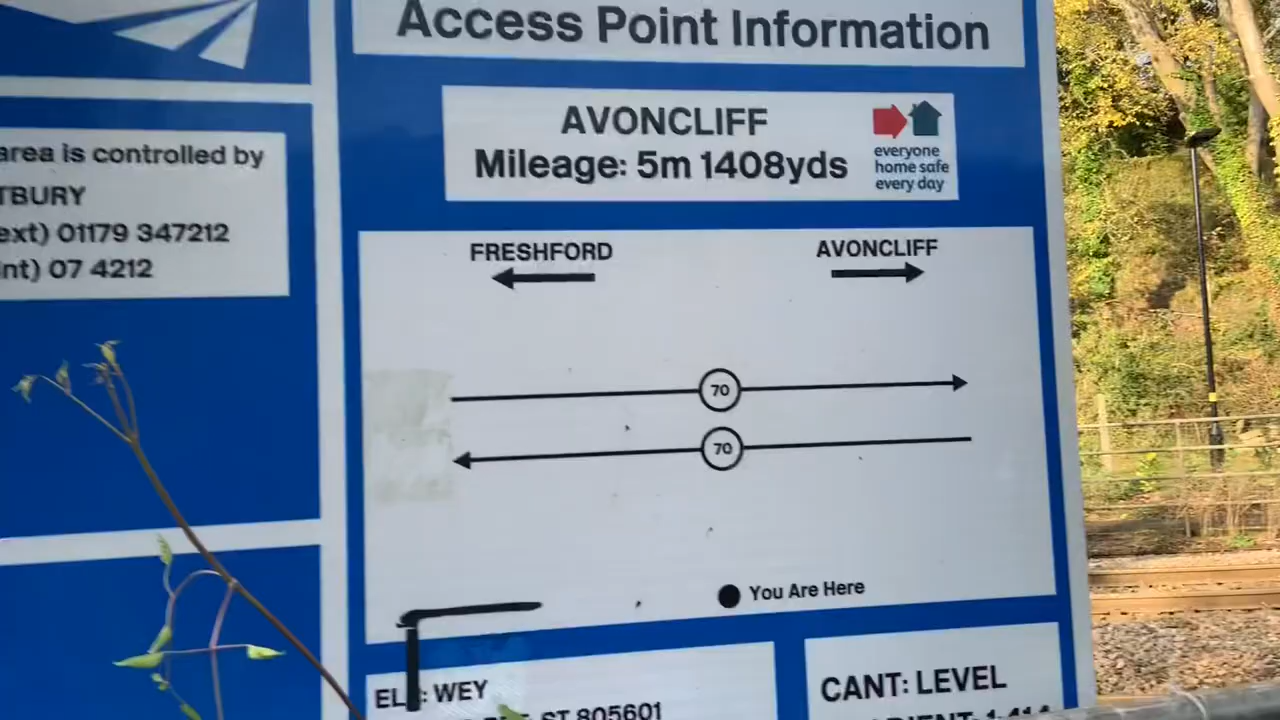 Access Point Information
area is controlled by
TBURY
ext) 01179 347212
nt) 07 4212
AVONCLIFF
Mileage: 5m 1408yds
everyone
home safe
every day
FRESHFORD
AVONCLIFF
70
70
You Are Here
WEY
ST 805601
CANT: LEVEL